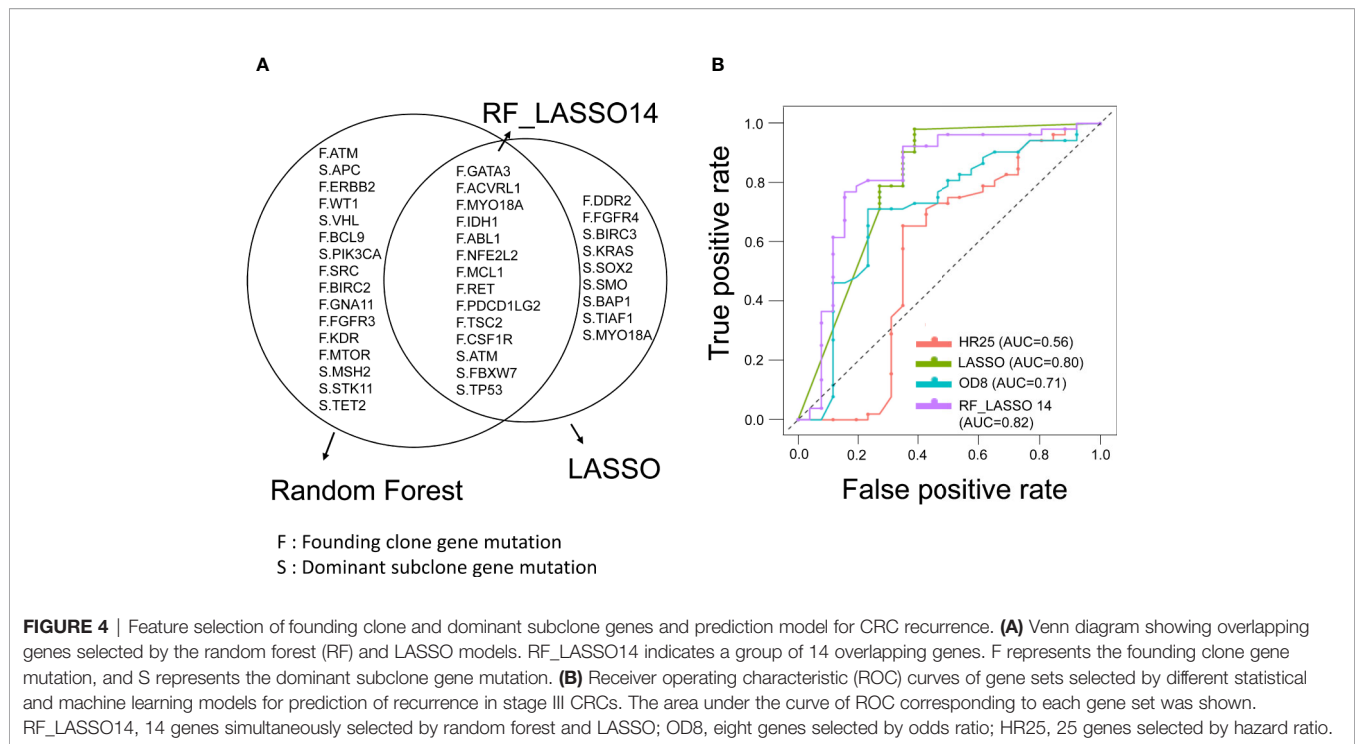 A
RF_LASSO14
F.ATM
S.APC
F.ERBB2
F.WT1
S.VHL
F.BCL9
S.PIK3CA
F.SRC
F.BIRC2
F.GNA11
F.FGFR3
F.KDR
F.MTOR
S.MSH2
S.STK11
S.TET2
F.GATA3
F.ACVRL1
F.MYO18A
F.IDH1
F.ABL1
F.NFE2L2
F.MCL1
F.RET
F.PDCD1LG2
F.TSC2
F.CSF1R
S.ATM
S.FBXW7
S.TP53
F.DDR2
F.FGFR4
S.BIRC3
S.KRAS
S.SOX2
S.SMO
S.BAP1
S.TIAF1
S.MYO18A
Random Forest
LASSO
F : Founding clone gene mutation
S : Dominant subclone gene mutation
B
True positive rate
1.0
0.8
0.6
0.4
0.2
0.0
HR25 (AUC=0.56)
LASSO (AUC=0.80)
OD8 (AUC=0.71)
RF_LASSO 14
(AUC=0.82)
0.0 0.2 0.4 0.6 0.8 1.0
False positive rate
FIGURE 4 | Feature selection of founding clone and dominant subclone genes and prediction model for CRC recurrence. (A) Venn diagram showing overlapping
genes selected by the random forest (RF) and LASSO models. RF_LASSO14 indicates a group of 14 overlapping genes. F represents the founding clone gene
mutation, and S represents the dominant subclone gene mutation. (B) Receiver operating characteristic (ROC) curves of gene sets selected by different statistical
and machine learning models for prediction of recurrence in stage III CRCs. The area under the curve of ROC corresponding to each gene set was shown.
RF_LASSO14, 14 genes simultaneously selected by random forest and LASSO; OD8, eight genes selected by odds ratio; HR25, 25 genes selected by hazard ratio.